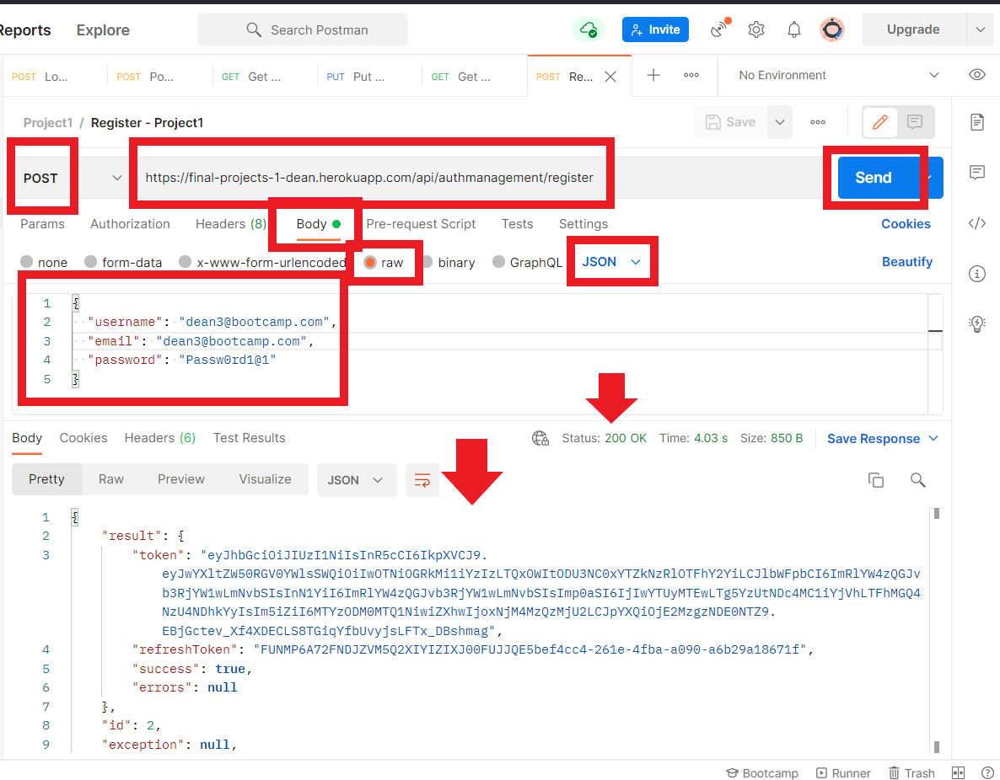 Reports Explore Search Postman Invite Upgrade
POST Lo... POST Po... GET Get ... PUT Put ... GET Get ... POST Re... No Environment
Project1 / Register - Project1 Save
POST https://final-projects-1-dean.herokuapp.com/api/authmanagement/register Send
Params Authorization Headers (8) Body Pre-request Script Tests Settings Cookies
none form-data x-www-form-urlencoded raw binary GraphQL JSON Beautify
1 {
2 "username": "dean3@bootcamp.com",
3 "email": "dean3@bootcamp.com",
4 "password": "Passw0rd1@1"
5 }
Body Cookies Headers (6) Test Results Status: 200 OK Time: 4.03 s Size: 850 B Save Response
Pretty Raw Preview Visualize JSON
1 {
2 "result": {
3 "token": "eyJhbGciOiJIUzI1NiIsInR5cCI6IkpXVCJ9.
eyJwYXltZW50RGV0YWlsSWQiOiIwOTNiOGRkMi1iYzIzLTQxOWItODU3NC0xYTZkNzRlOTFhY2YiLCJlbWFpbCI6ImRlYW4zQGJv
b3RjYW1wLmNvbSIsInN1YiI6ImRlYW4zQGJvb3RjYW1wLmNvbSIsImp0aSI6IjIwYTUyMTEwLTg5YzUtNDc4MC1iYjVhLTFhMGQ4
NzU4NDhkYyIsIm5iZiI6MTYzODM0MTQ1NiwiZXhwIjoxNjM4MzQzMjU2LCJpYXQiOjE2MzgzNDE0NTZ9.
EBjGctev_Xf4XDECLS8TGiqYfbUvyjsLFTx_DBshmag",
4 "refreshToken": "FUNMP6A72FNDJZVM5Q2XIYIZIXJ00FUJJQE5bef4cc4-261e-4fba-a090-a6b29a18671f",
5 "success": true,
6 "errors": null
7 },
8 "id": 2,
9 "exception": null,
Bootcamp Runner Trash